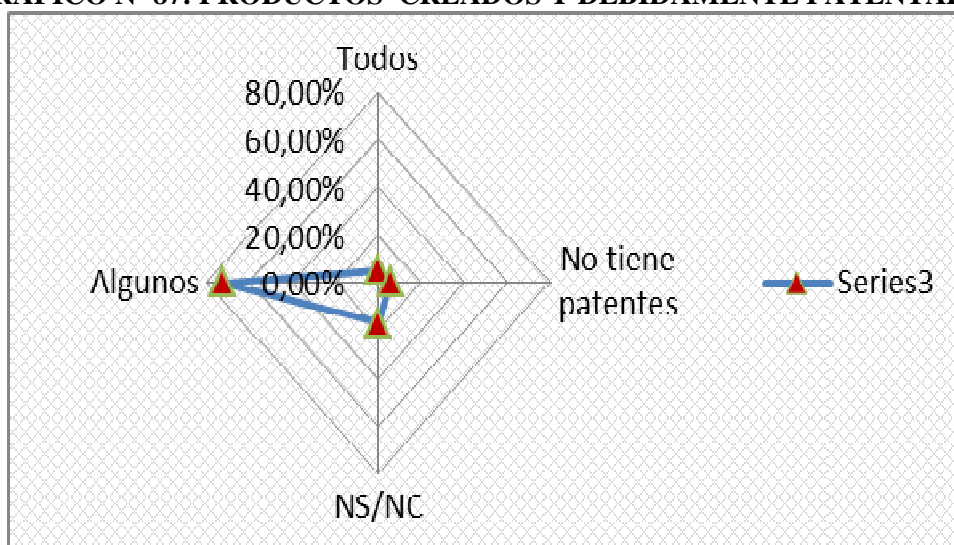 PRODUCTOS CREADOS Y DEBIDAMENTE
Todos
80,00%
60,00%
40,00%
20,00%
0,00%
Algunos
No tiene
patentes
Series3
NS/NC